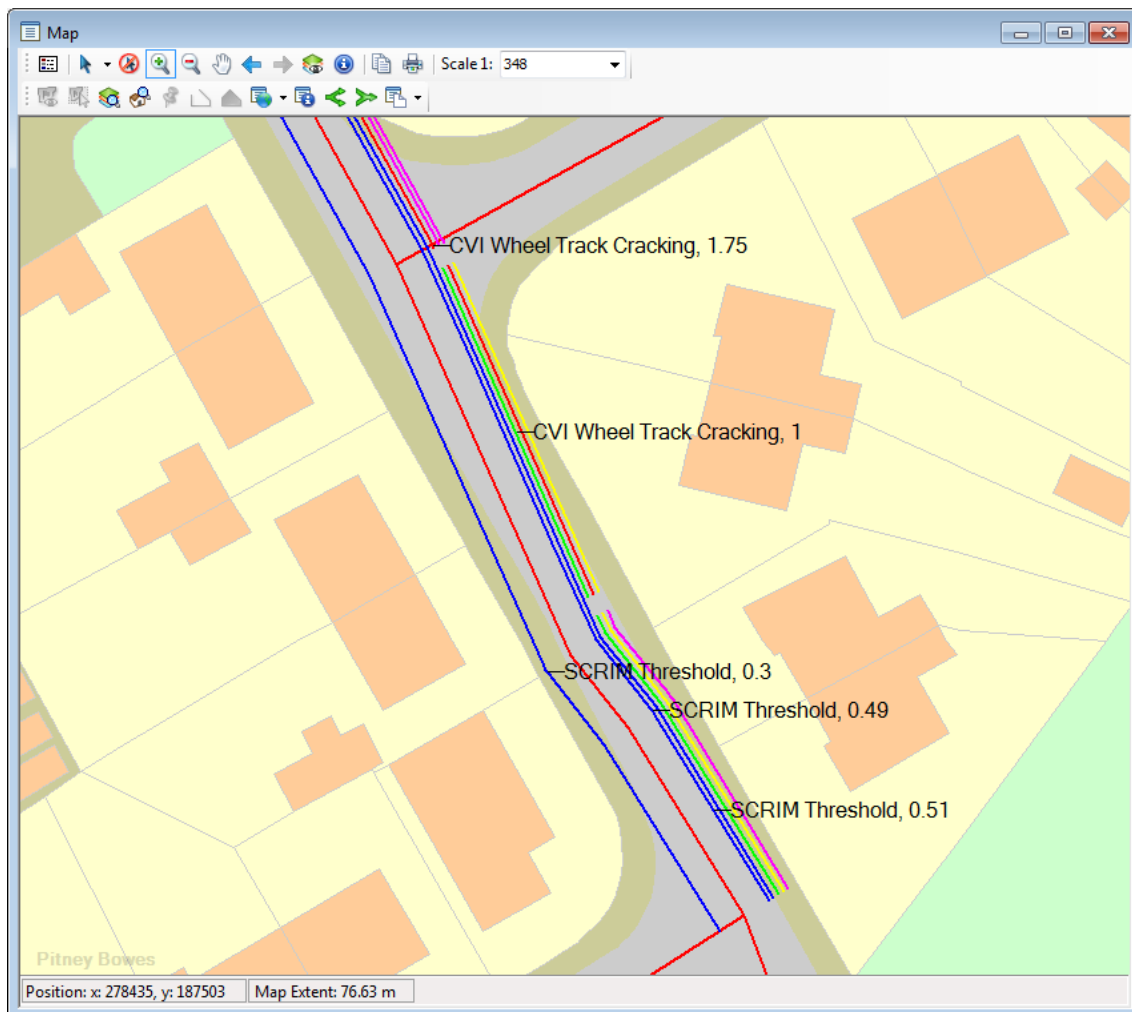 Map
Scale 1: 348
CVI Wheel Track Cracking, 1.75
CVI Wheel Track Cracking, 1
SCRIM Threshold, 0.3
SCRIM Threshold, 0.49
SCRIM Threshold, 0.51
Pitney Bowes
Position: x: 278435, y: 187503 Map Extent: 76.63 m